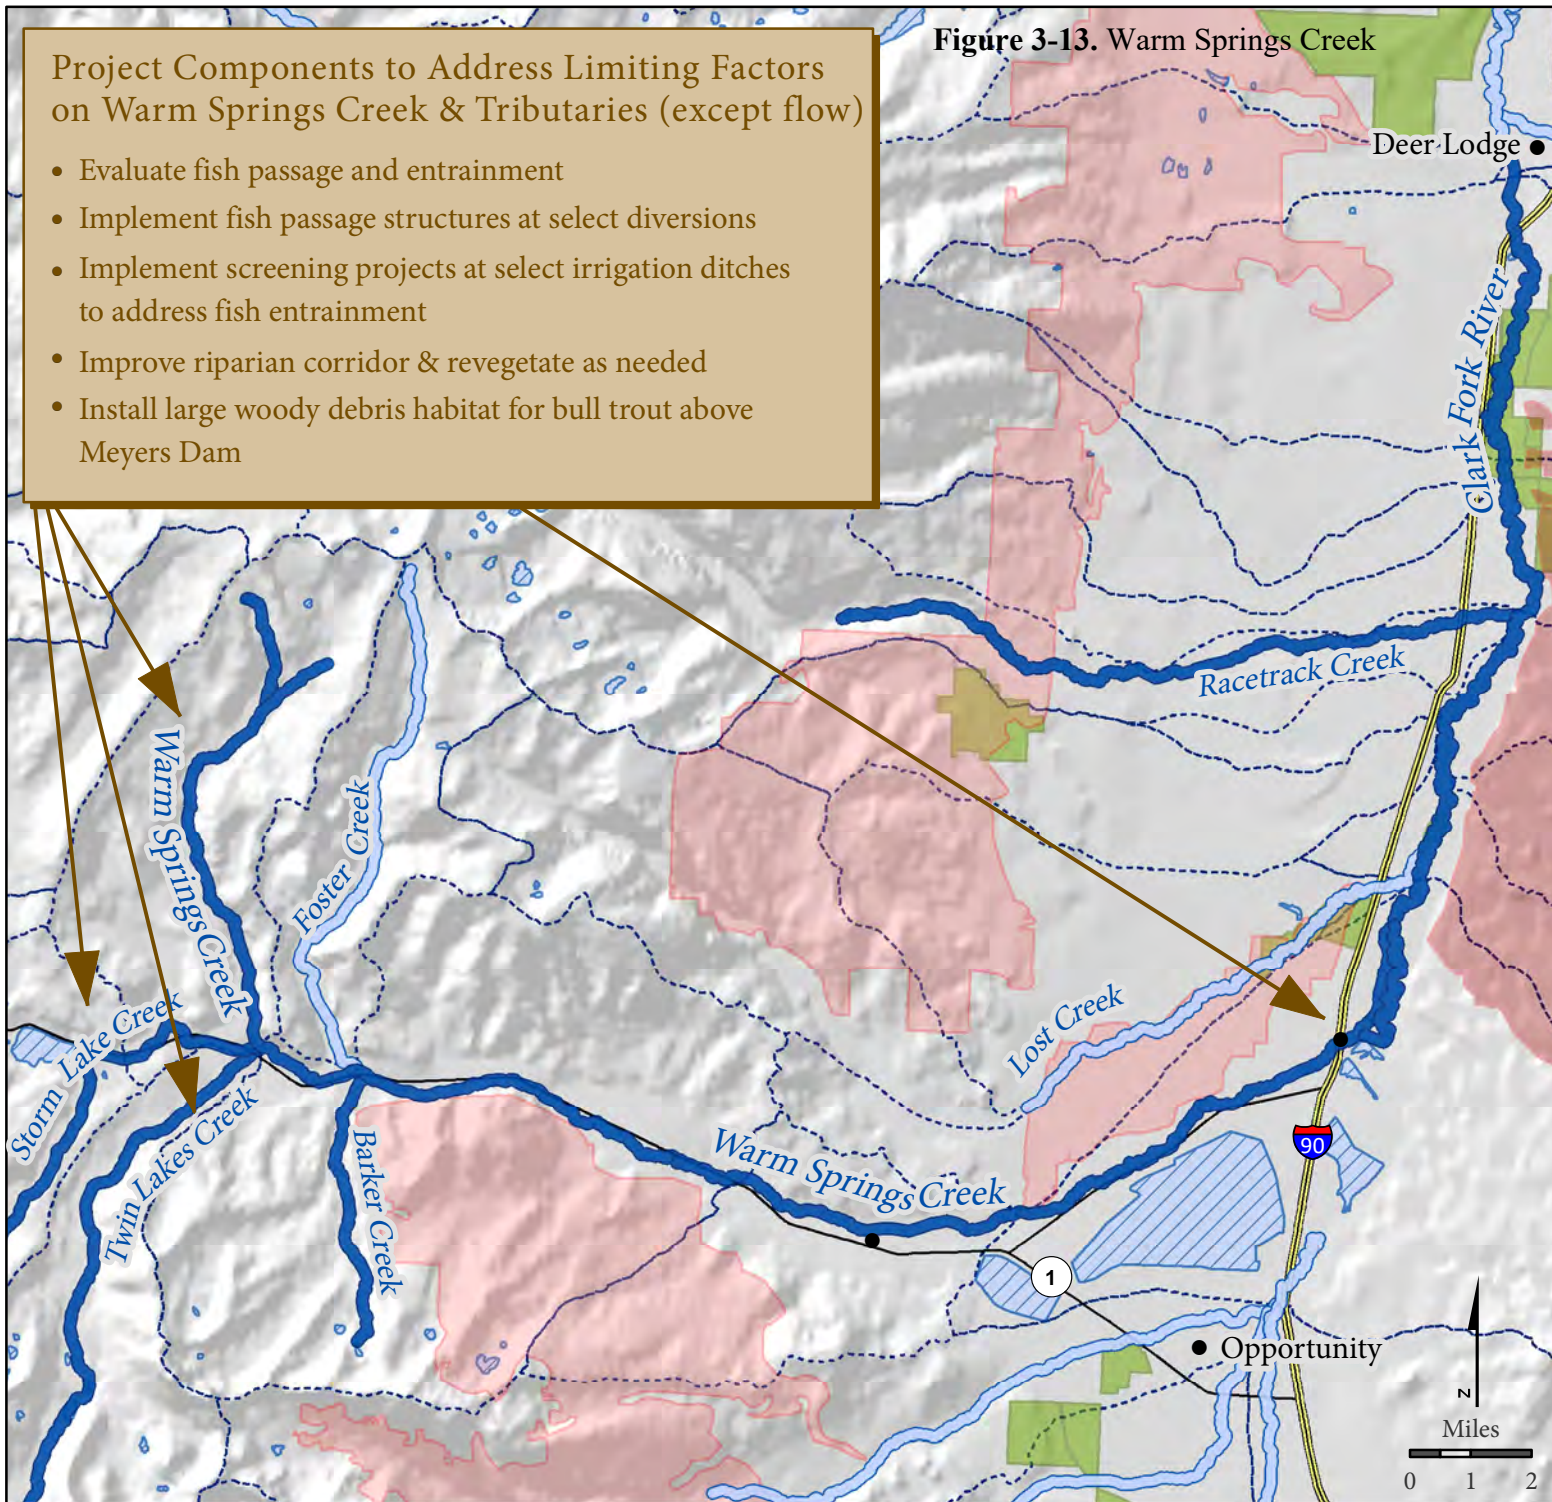 Figure 3-13. Warm Springs Creek
Project Components to Address Limiting Factors
on Warm Springs Creek & Tributaries (except flow)
• Evaluate fish passage and entrainment
• Implement fish passage structures at select diversions
• Implement screening projects at select irrigation ditches
to address fish entrainment
• Improve riparian corridor & revegetate as needed
• Install large woody debris habitat for bull trout above
Meyers Dam
Deer Lodge
Clark Fork River
Racetrack Creek
Warm Springs Creek
Foster Creek
Storm Lake Creek
Twin Lakes Creek
Barker Creek
Lost Creek
Warm Springs Creek
90
1
Opportunity
N
Miles
0 1 2